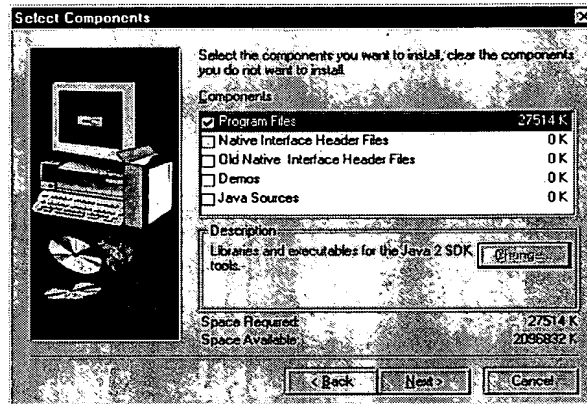 Select Components
Select the components you want to install, clear the components
you do not want to install.
Components
Program Files 27514 K
Native Interface Header Files 0 K
Old Native Interface Header Files 0 K
Demos 0 K
Java Sources 0 K
Description
Libraries and executables for the Java 2 SDK
tools.
Change...
Space Required: 27514 K
Space Available: 2096832 K
< Back
Next >
Cancel